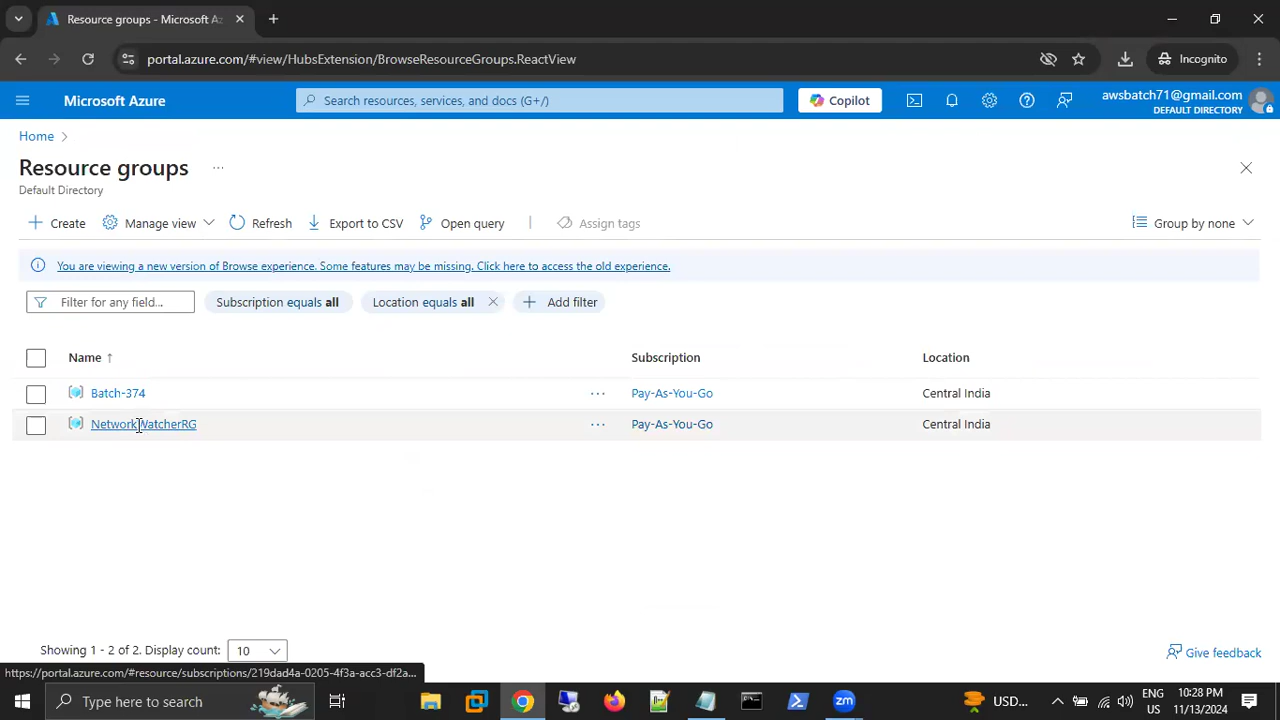 Resource groups - Microsoft Az
portal.azure.com/#view/HubsExtension/BrowseResourceGroups.ReactView
Incognito
Microsoft Azure
Search resources, services, and docs (G+/)
Copilot
awsbatch71@gmail.com
DEFAULT DIRECTORY
Home
Resource groups ...
Default Directory
Create
Manage view
Refresh
Export to CSV
Open query
Assign tags
Group by none
You are viewing a new version of Browse experience. Some features may be missing. Click here to access the old experience.
Filter for any field...
Subscription equals all
Location equals all
Add filter
Name ↑
Subscription
Location
Batch-374
...
Pay-As-You-Go
Central India
NetworkWatcherRG
...
Pay-As-You-Go
Central India
Showing 1 - 2 of 2. Display count:
10
Give feedback
https://portal.azure.com/#resource/subscriptions/219dad4a-0205-4f3a-acc3-df2a...
Type here to search
USD...
ENG
US
10:28 PM
11/13/2024